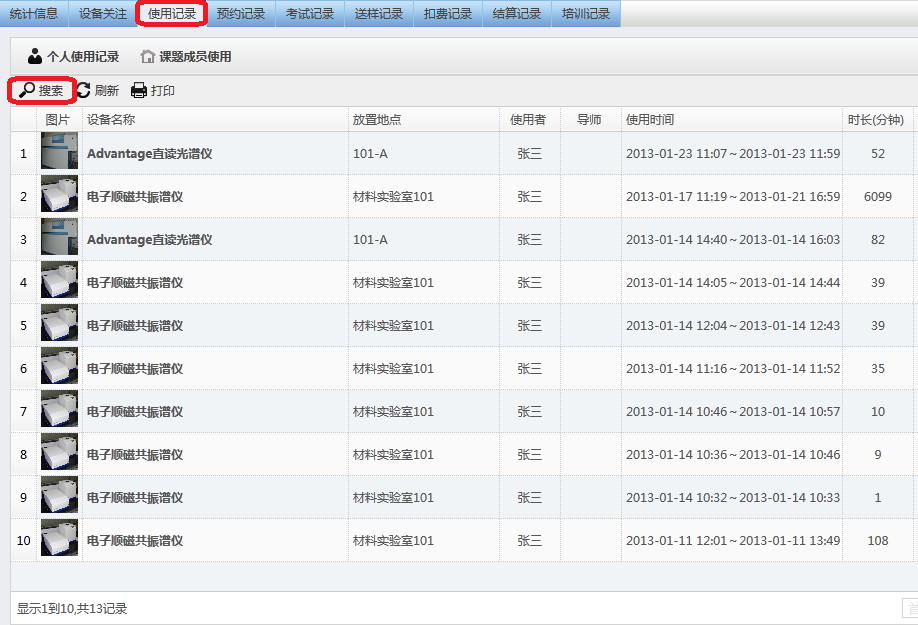 统计信息 设备关注 使用记录 预约记录 考试记录 送样记录 扣费记录 结算记录 培训记录
个人使用记录 课题成员使用
搜索 刷新 打印
图片 设备名称 放置地点 使用者 导师 使用时间 时长(分钟)
1 Advantage直读光谱仪 101-A 张三 2013-01-23 11:07～2013-01-23 11:59 52
2 电子顺磁共振谱仪 材料实验室101 张三 2013-01-17 11:19～2013-01-21 16:59 6099
3 Advantage直读光谱仪 101-A 张三 2013-01-14 14:40～2013-01-14 16:03 82
4 电子顺磁共振谱仪 材料实验室101 张三 2013-01-14 14:05～2013-01-14 14:44 39
5 电子顺磁共振谱仪 材料实验室101 张三 2013-01-14 12:04～2013-01-14 12:43 39
6 电子顺磁共振谱仪 材料实验室101 张三 2013-01-14 11:16～2013-01-14 11:52 35
7 电子顺磁共振谱仪 材料实验室101 张三 2013-01-14 10:46～2013-01-14 10:57 10
8 电子顺磁共振谱仪 材料实验室101 张三 2013-01-14 10:36～2013-01-14 10:46 9
9 电子顺磁共振谱仪 材料实验室101 张三 2013-01-14 10:32～2013-01-14 10:33 1
10 电子顺磁共振谱仪 材料实验室101 张三 2013-01-11 12:01～2013-01-11 13:49 108
显示1到10,共13记录